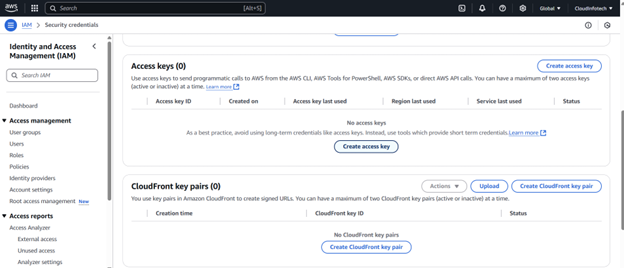 aws
Search
[Alt+S]
Global
CloudInfotech
IAM > Security credentials
Identity and Access
Management (IAM)
Search IAM
Dashboard
Access management
User groups
Users
Roles
Policies
Identity providers
Account settings
Root access management New
Access reports
Access Analyzer
External access
Unused access
Analyzer settings
Access keys (0)
Create access key
Use access keys to send programmatic calls to AWS from the AWS CLI, AWS Tools for PowerShell, AWS SDKs, or direct AWS API calls. You can have a maximum of two access keys
(active or inactive) at a time. Learn more
Access key ID
Created on
Access key last used
Region last used
Service last used
Status
No access keys
As a best practice, avoid using long-term credentials like access keys. Instead, use tools which provide short term credentials. Learn more
Create access key
CloudFront key pairs (0)
Actions
Upload
Create CloudFront key pair
You use key pairs in Amazon CloudFront to create signed URLs. You can have a maximum of two CloudFront key pairs (active or inactive) at a time.
Creation time
CloudFront key ID
Status
No CloudFront key pairs
Create CloudFront key pair